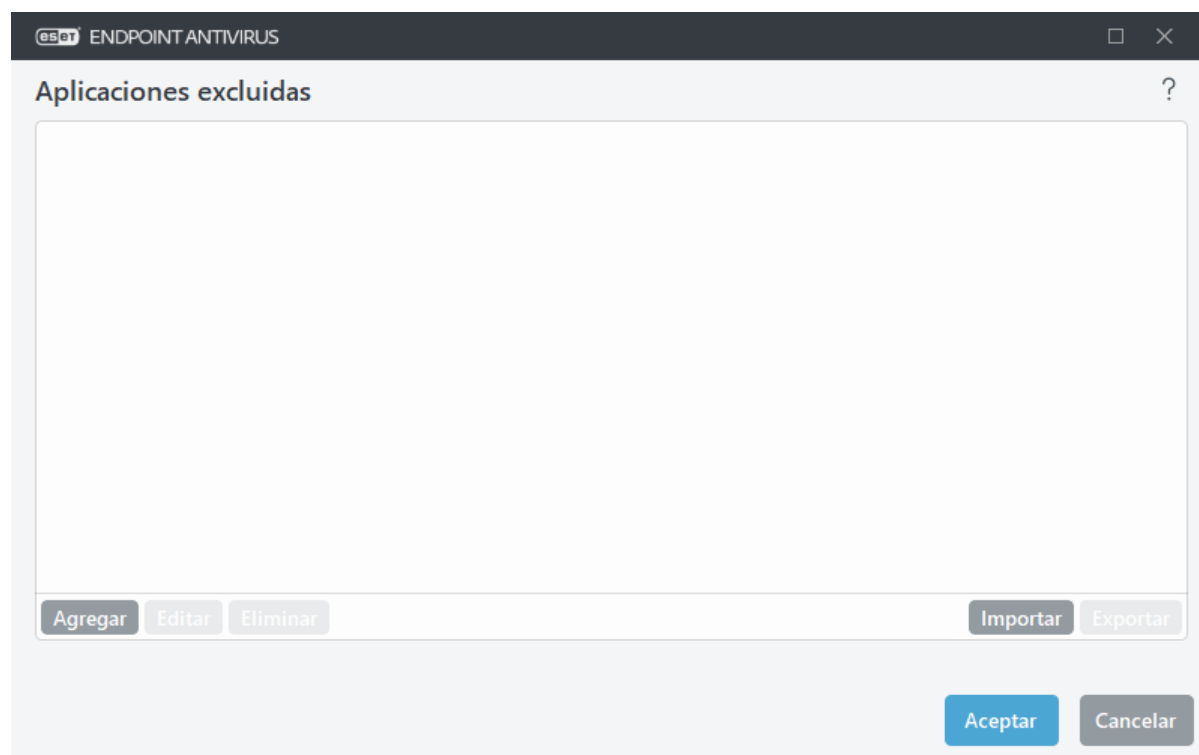 eset ENDPOINT ANTIVIRUS
Aplicaciones excluidas ?
Agregar Editar Eliminar Importar Exportar
Aceptar Cancelar